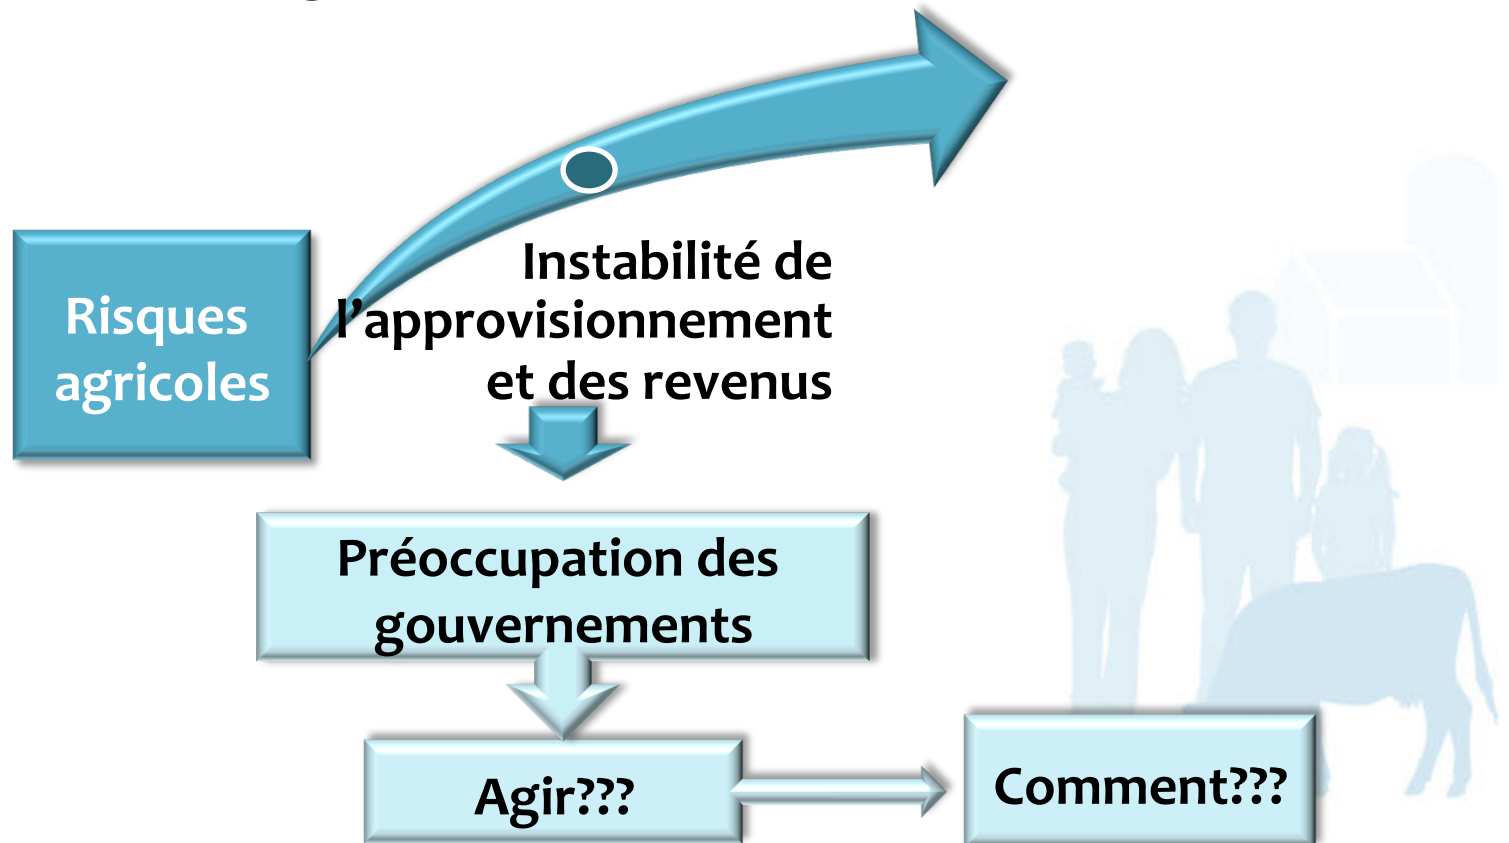 Risques
agricoles
Instabilité de
l’approvisionnement
et des revenus
Préoccupation des
gouvernements
Agir???
Comment???